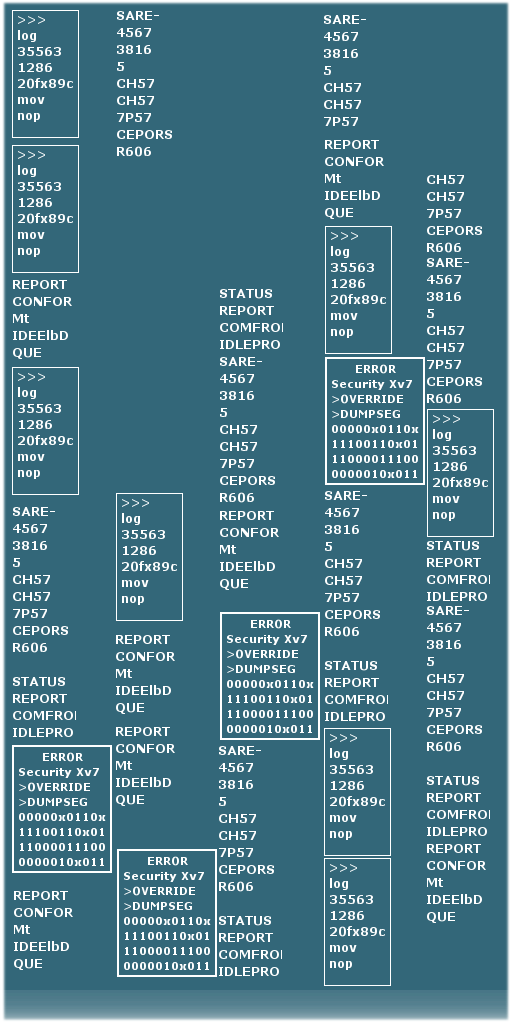 >>>
log
35563
1286
20fx89c
mov
nop
>>>
log
35563
1286
20fx89c
mov
nop
REPORT
CONFOR
Mt
IDEElbD
QUE
>>>
log
35563
1286
20fx89c
mov
nop
SARE-
4567
3816
5
CH57
CH57
7P57
CEPORS
R606
STATUS
REPORT
COMFROI
IDLEPRO
ERROR
Security Xv7
>OVERRIDE
>DUMPSEG
00000x0110x
11100110x01
11000011100
0000010x011
REPORT
CONFOR
Mt
IDEElbD
QUE
SARE-
4567
3816
5
CH57
CH57
7P57
CEPORS
R606
>>>
log
35563
1286
20fx89c
mov
nop
REPORT
CONFOR
Mt
IDEElbD
QUE
REPORT
CONFOR
Mt
IDEElbD
QUE
ERROR
Security Xv7
>OVERRIDE
>DUMPSEG
00000x0110x
11100110x01
11000011100
0000010x011
STATUS
REPORT
COMFROI
IDLEPRO
SARE-
4567
3816
5
CH57
CH57
7P57
CEPORS
R606
REPORT
CONFOR
Mt
IDEElbD
QUE
ERROR
Security Xv7
>OVERRIDE
>DUMPSEG
00000x0110x
11100110x01
11000011100
0000010x011
SARE-
4567
3816
5
CH57
CH57
7P57
CEPORS
R606
STATUS
REPORT
COMFROI
IDLEPRO
SARE-
4567
3816
5
CH57
CH57
7P57
REPORT
CONFOR
Mt
IDEElbD
QUE
>>>
log
35563
1286
20fx89c
mov
nop
ERROR
Security Xv7
>OVERRIDE
>DUMPSEG
00000x0110x
11100110x01
11000011100
0000010x011
SARE-
4567
3816
5
CH57
CH57
7P57
CEPORS
R606
STATUS
REPORT
COMFROI
IDLEPRO
>>>
log
35563
1286
20fx89c
mov
nop
>>>
log
35563
1286
20fx89c
mov
nop
CH57
CH57
7P57
CEPORS
R606
SARE-
4567
3816
5
CH57
CH57
7P57
CEPORS
R606
>>>
log
35563
1286
20fx89c
mov
nop
STATUS
REPORT
COMFROI
IDLEPRO
SARE-
4567
3816
5
CH57
CH57
7P57
CEPORS
R606
STATUS
REPORT
COMFROI
IDLEPRO
REPORT
CONFOR
Mt
IDEElbD
QUE